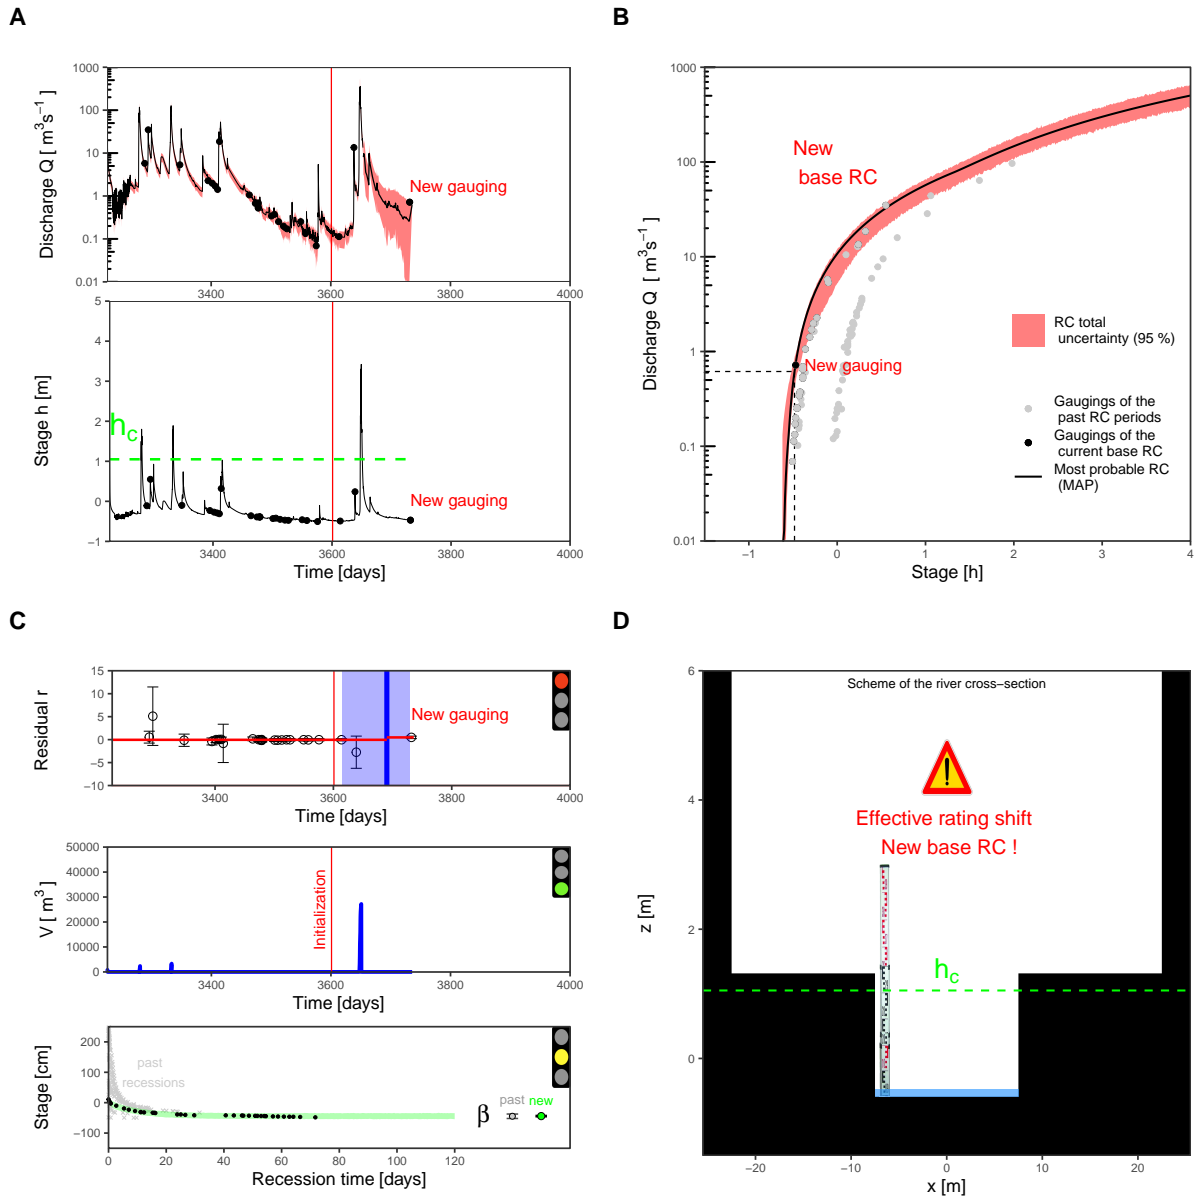 A
B
1000
100
10
1
0.1
0.01
Discharge Q [ m³s⁻¹ ]
New gauging
3400
3600
3800
4000
5
4
3
2
1
0
−1
Stage h [m]
hc
New gauging
3400
3600
3800
4000
Time [days]
1000
100
10
1
0.1
0.01
Discharge Q [ m³s⁻¹ ]
New
base RC
New gauging
RC total
uncertainty (95 %)
Gaugings of the
past RC periods
Gaugings of the
current base RC
Most probable RC
(MAP)
−1
0
1
2
3
4
Stage [h]
C
D
15
10
5
0
−5
−10
Residual r
New gauging
3400
3600
3800
4000
Time [days]
50000
40000
30000
20000
10000
0
V [ m³ ]
Initialization
3400
3600
3800
4000
Time [days]
200
100
0
−100
Stage [cm]
past
recessions
β
past
new
0
20
40
60
80
100
120
Recession time [days]
Scheme of the river cross−section
!
Effective rating shift
New base RC !
hc
6
4
2
0
z [m]
−20
−10
0
10
20
x [m]